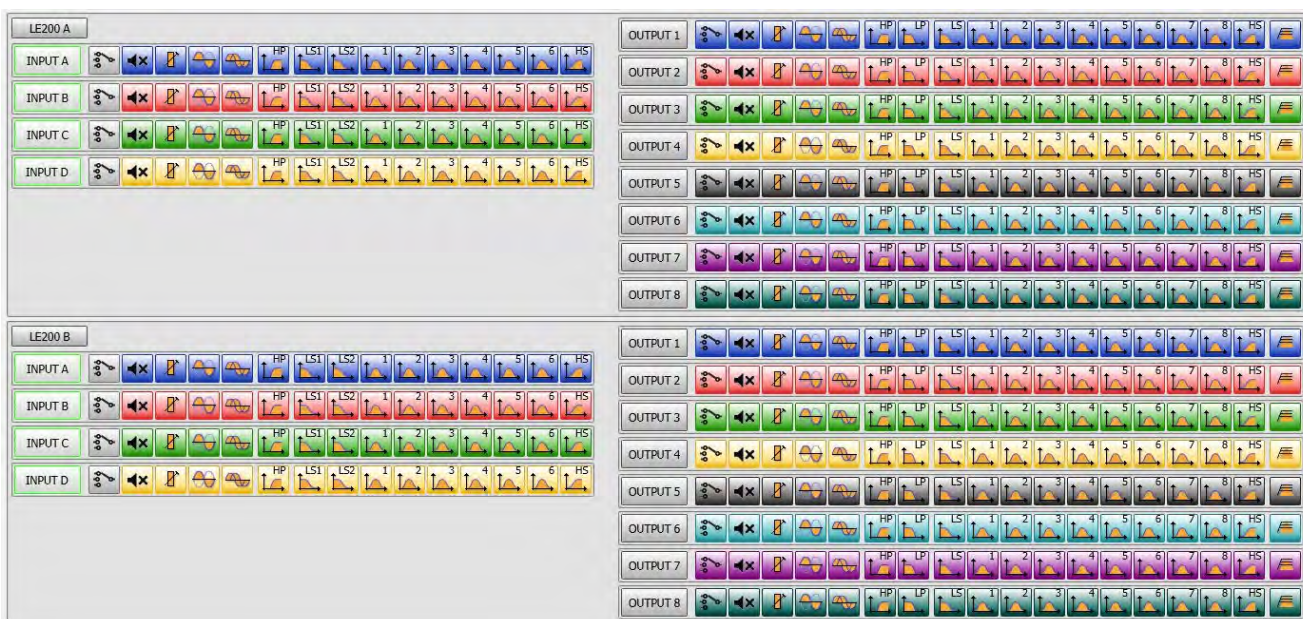 LE200 A
INPUT A HP LS1 LS2 1 2 3 4 5 6 HS
INPUT B HP LS1 LS2 1 2 3 4 5 6 HS
INPUT C HP LS1 LS2 1 2 3 4 5 6 HS
INPUT D HP LS1 LS2 1 2 3 4 5 6 HS
OUTPUT 1 HP LP LS 1 2 3 4 5 6 7 8 HS
OUTPUT 2 HP LP LS 1 2 3 4 5 6 7 8 HS
OUTPUT 3 HP LP LS 1 2 3 4 5 6 7 8 HS
OUTPUT 4 HP LP LS 1 2 3 4 5 6 7 8 HS
OUTPUT 5 HP LP LS 1 2 3 4 5 6 7 8 HS
OUTPUT 6 HP LP LS 1 2 3 4 5 6 7 8 HS
OUTPUT 7 HP LP LS 1 2 3 4 5 6 7 8 HS
OUTPUT 8 HP LP LS 1 2 3 4 5 6 7 8 HS
LE200 B
INPUT A HP LS1 LS2 1 2 3 4 5 6 HS
INPUT B HP LS1 LS2 1 2 3 4 5 6 HS
INPUT C HP LS1 LS2 1 2 3 4 5 6 HS
INPUT D HP LS1 LS2 1 2 3 4 5 6 HS
OUTPUT 1 HP LP LS 1 2 3 4 5 6 7 8 HS
OUTPUT 2 HP LP LS 1 2 3 4 5 6 7 8 HS
OUTPUT 3 HP LP LS 1 2 3 4 5 6 7 8 HS
OUTPUT 4 HP LP LS 1 2 3 4 5 6 7 8 HS
OUTPUT 5 HP LP LS 1 2 3 4 5 6 7 8 HS
OUTPUT 6 HP LP LS 1 2 3 4 5 6 7 8 HS
OUTPUT 7 HP LP LS 1 2 3 4 5 6 7 8 HS
OUTPUT 8 HP LP LS 1 2 3 4 5 6 7 8 HS